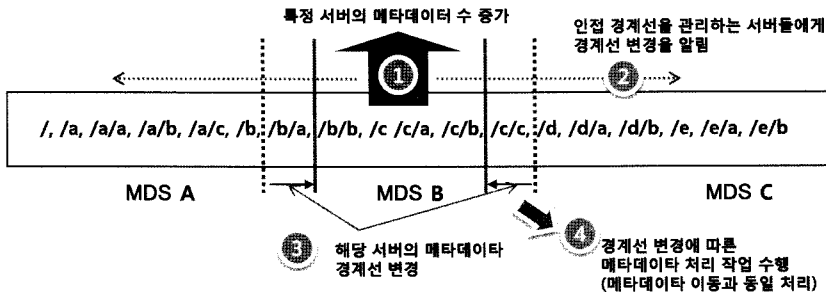 특정 서버의 메타데이터 수 증가
1
인접 경계선을 관리하는 서버들에게
경계선 변경을 알림
2
/, /a, /a/a, /a/b, /a/c, /b, /b/a, /b/b, /c /c/a, /c/b, /c/c, /d, /d/a, /d/b, /e, /e/a, /e/b
MDS A
MDS B
MDS C
3
해당 서버의 메타데이타
경계선 변경
4
경계선 변경에 따른
메타데이타 처리 작업 수행
(메타데이타 이동과 동일 처리)